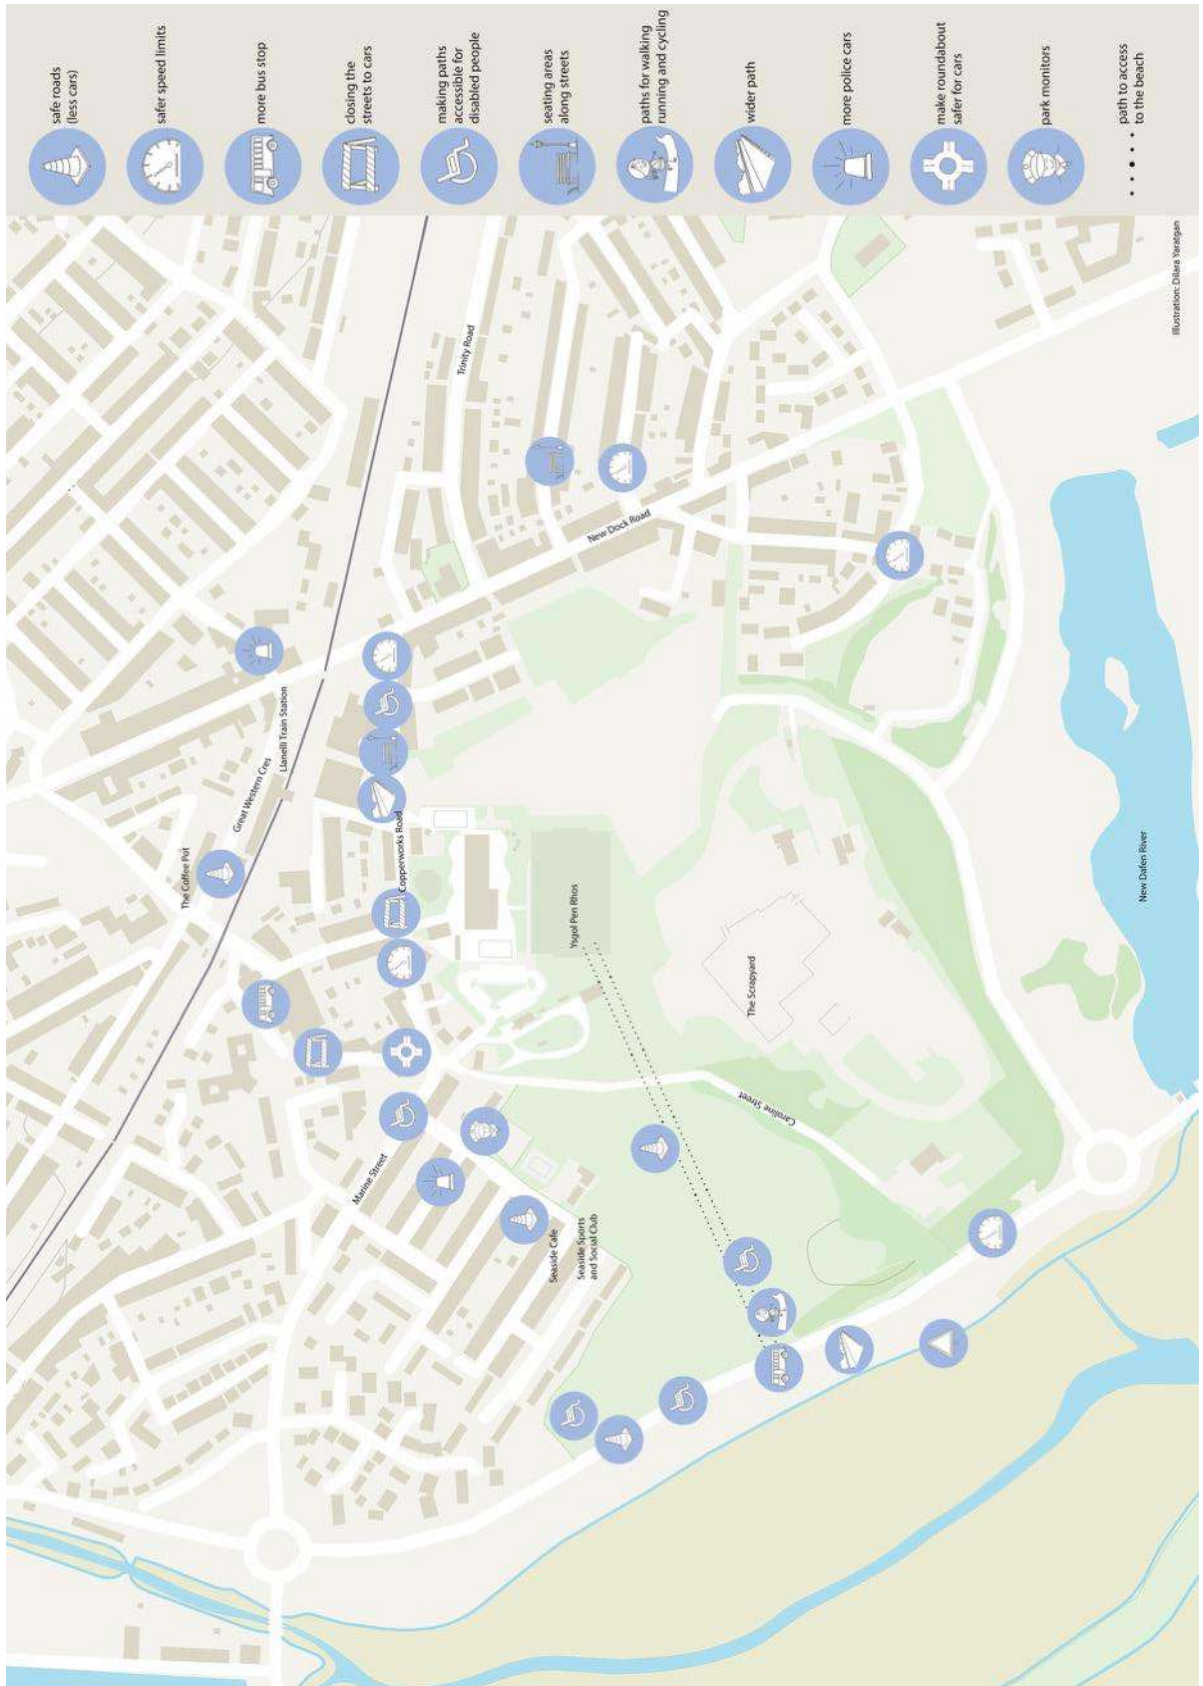 safe roads
(less cars)
safer speed limits
more bus stop
closing the
streets to cars
making paths
accessible for
disabled people
seating areas
along streets
paths for walking
running and cycling
wider path
more police cars
make roundabout
safer for cars
park monitors
path to access
to the beach
Trinity Road
New Dock Road
Llanelli Train Station
Great Western Cres
The Coffee Pot
Copperworks Road
Ysgol Pen Rhos
The Scrapyard
Caroline Street
Marine Street
Seaside Cafe
Seaside Sports
and Social Club
New Dafen River
Illustration: Dilara Yaratgan